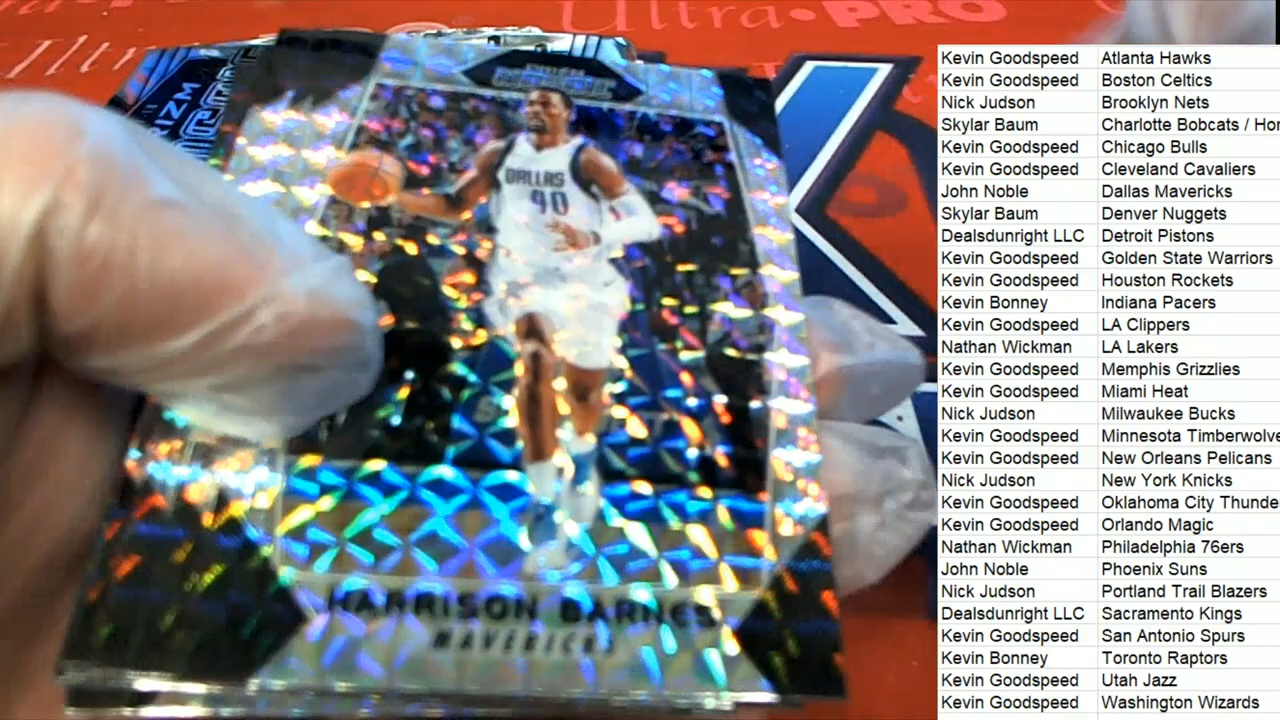 Ultra•PRO
RIZM
DALLAS
40
HARRISON BARNES
MAVERICKS
Kevin Goodspeed Atlanta Hawks
Kevin Goodspeed Boston Celtics
Nick Judson Brooklyn Nets
Skylar Baum Charlotte Bobcats / Hor
Kevin Goodspeed Chicago Bulls
Kevin Goodspeed Cleveland Cavaliers
John Noble Dallas Mavericks
Skylar Baum Denver Nuggets
Dealsdunright LLC Detroit Pistons
Kevin Goodspeed Golden State Warriors
Kevin Goodspeed Houston Rockets
Kevin Bonney Indiana Pacers
Kevin Goodspeed LA Clippers
Nathan Wickman LA Lakers
Kevin Goodspeed Memphis Grizzlies
Kevin Goodspeed Miami Heat
Nick Judson Milwaukee Bucks
Kevin Goodspeed Minnesota Timberwolve
Kevin Goodspeed New Orleans Pelicans
Nick Judson New York Knicks
Kevin Goodspeed Oklahoma City Thunde
Kevin Goodspeed Orlando Magic
Nathan Wickman Philadelphia 76ers
John Noble Phoenix Suns
Nick Judson Portland Trail Blazers
Dealsdunright LLC Sacramento Kings
Kevin Goodspeed San Antonio Spurs
Kevin Bonney Toronto Raptors
Kevin Goodspeed Utah Jazz
Kevin Goodspeed Washington Wizards